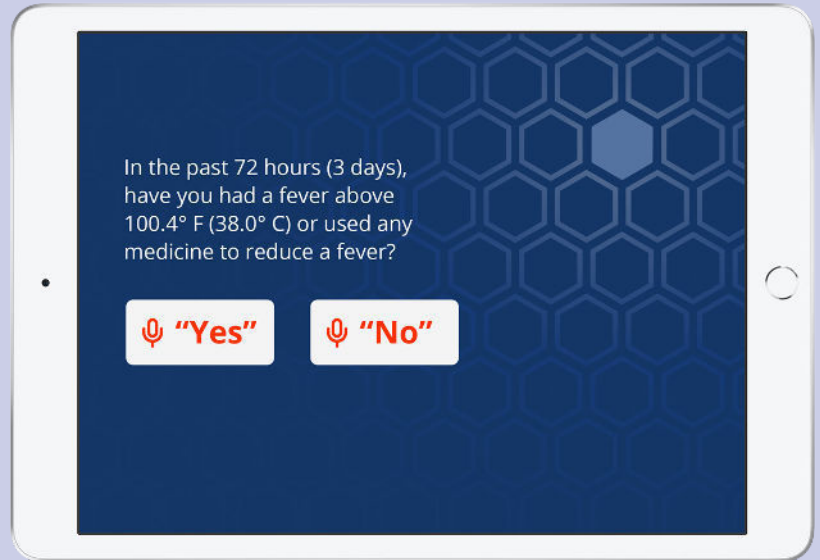 In the past 72 hours (3 days),
have you had a fever above
100.4° F (38.0° C) or used any
medicine to reduce a fever?
“Yes” “No”